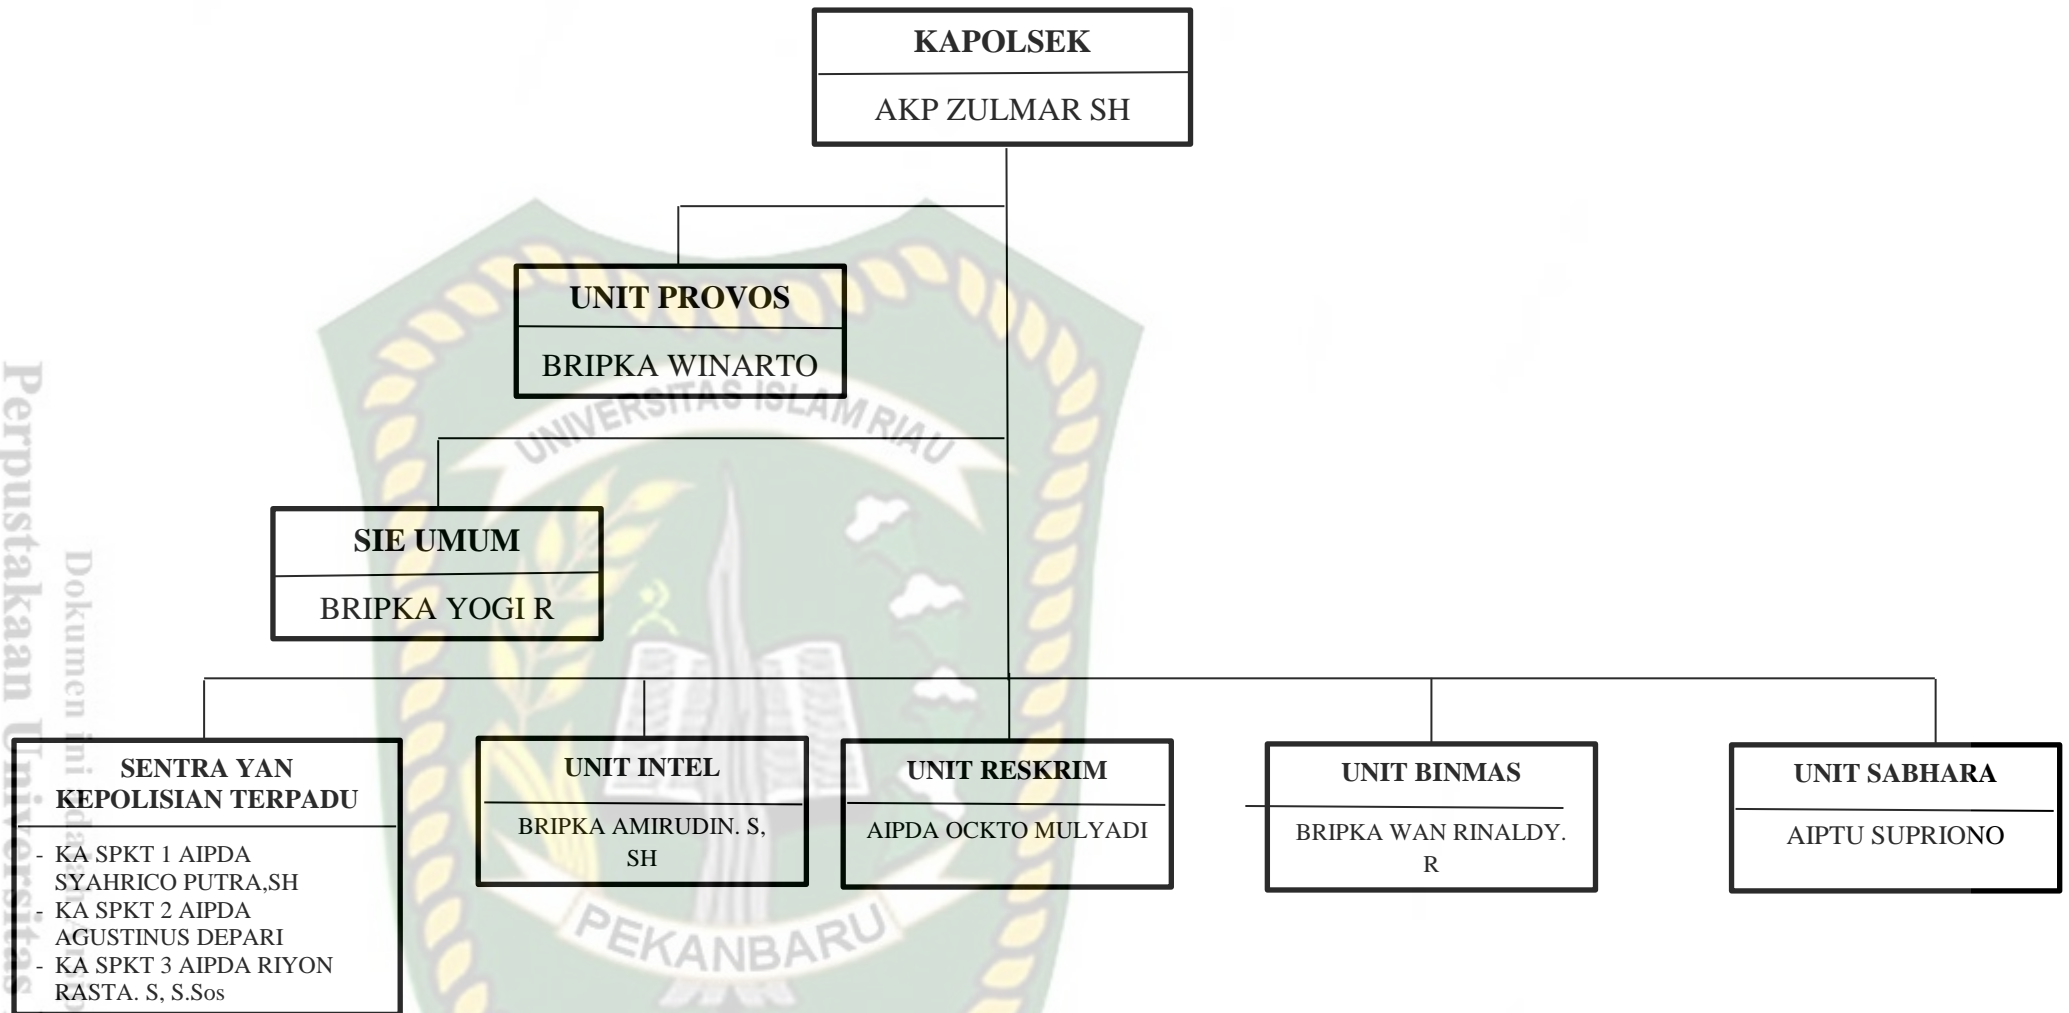 KAPOLSEK
AKP ZULMAR SH
UNIT PROVOS
BRIPKA WINARTO
UNIVERSITAS ISLAM RIAU
SIE UMUM
BRIPKA YOGI R
SENTRA YAN
KEPOLISIAN TERPADU
- KA SPKT 1 AIPDA
SYAHRICO PUTRA,SH
- KA SPKT 2 AIPDA
AGUSTINUS DEPARI
- KA SPKT 3 AIPDA RIYON
RASTA. S, S.Sos
UNIT INTEL
BRIPKA AMIRUDIN. S,
SH
UNIT RESKRIM
AIPDA OCKTO MULYADI
UNIT BINMAS
BRIPKA WAN RINALDY.
R
UNIT SABHARA
AIPTU SUPRIONO
PEKANBARU
Perpustakaan Universitas
Dokumen ini adalah